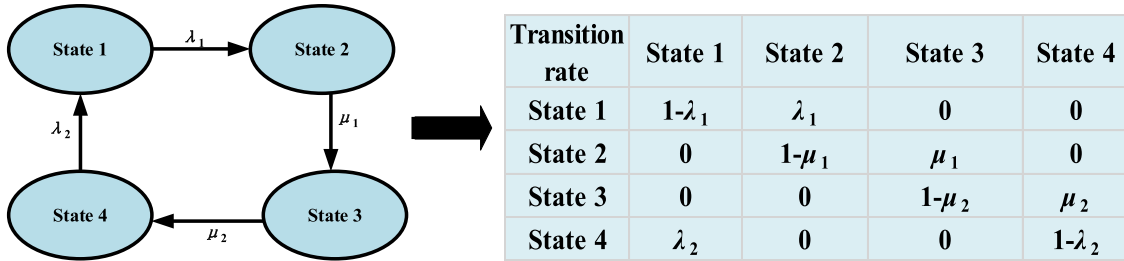 State 1
λ1
State 2
λ2
μ1
State 4
μ2
State 3
Transition rate State 1 State 2 State 3 State 4
State 1 1-λ1 λ1 0 0
State 2 0 1-μ1 μ1 0
State 3 0 0 1-μ2 μ2
State 4 λ2 0 0 1-λ2